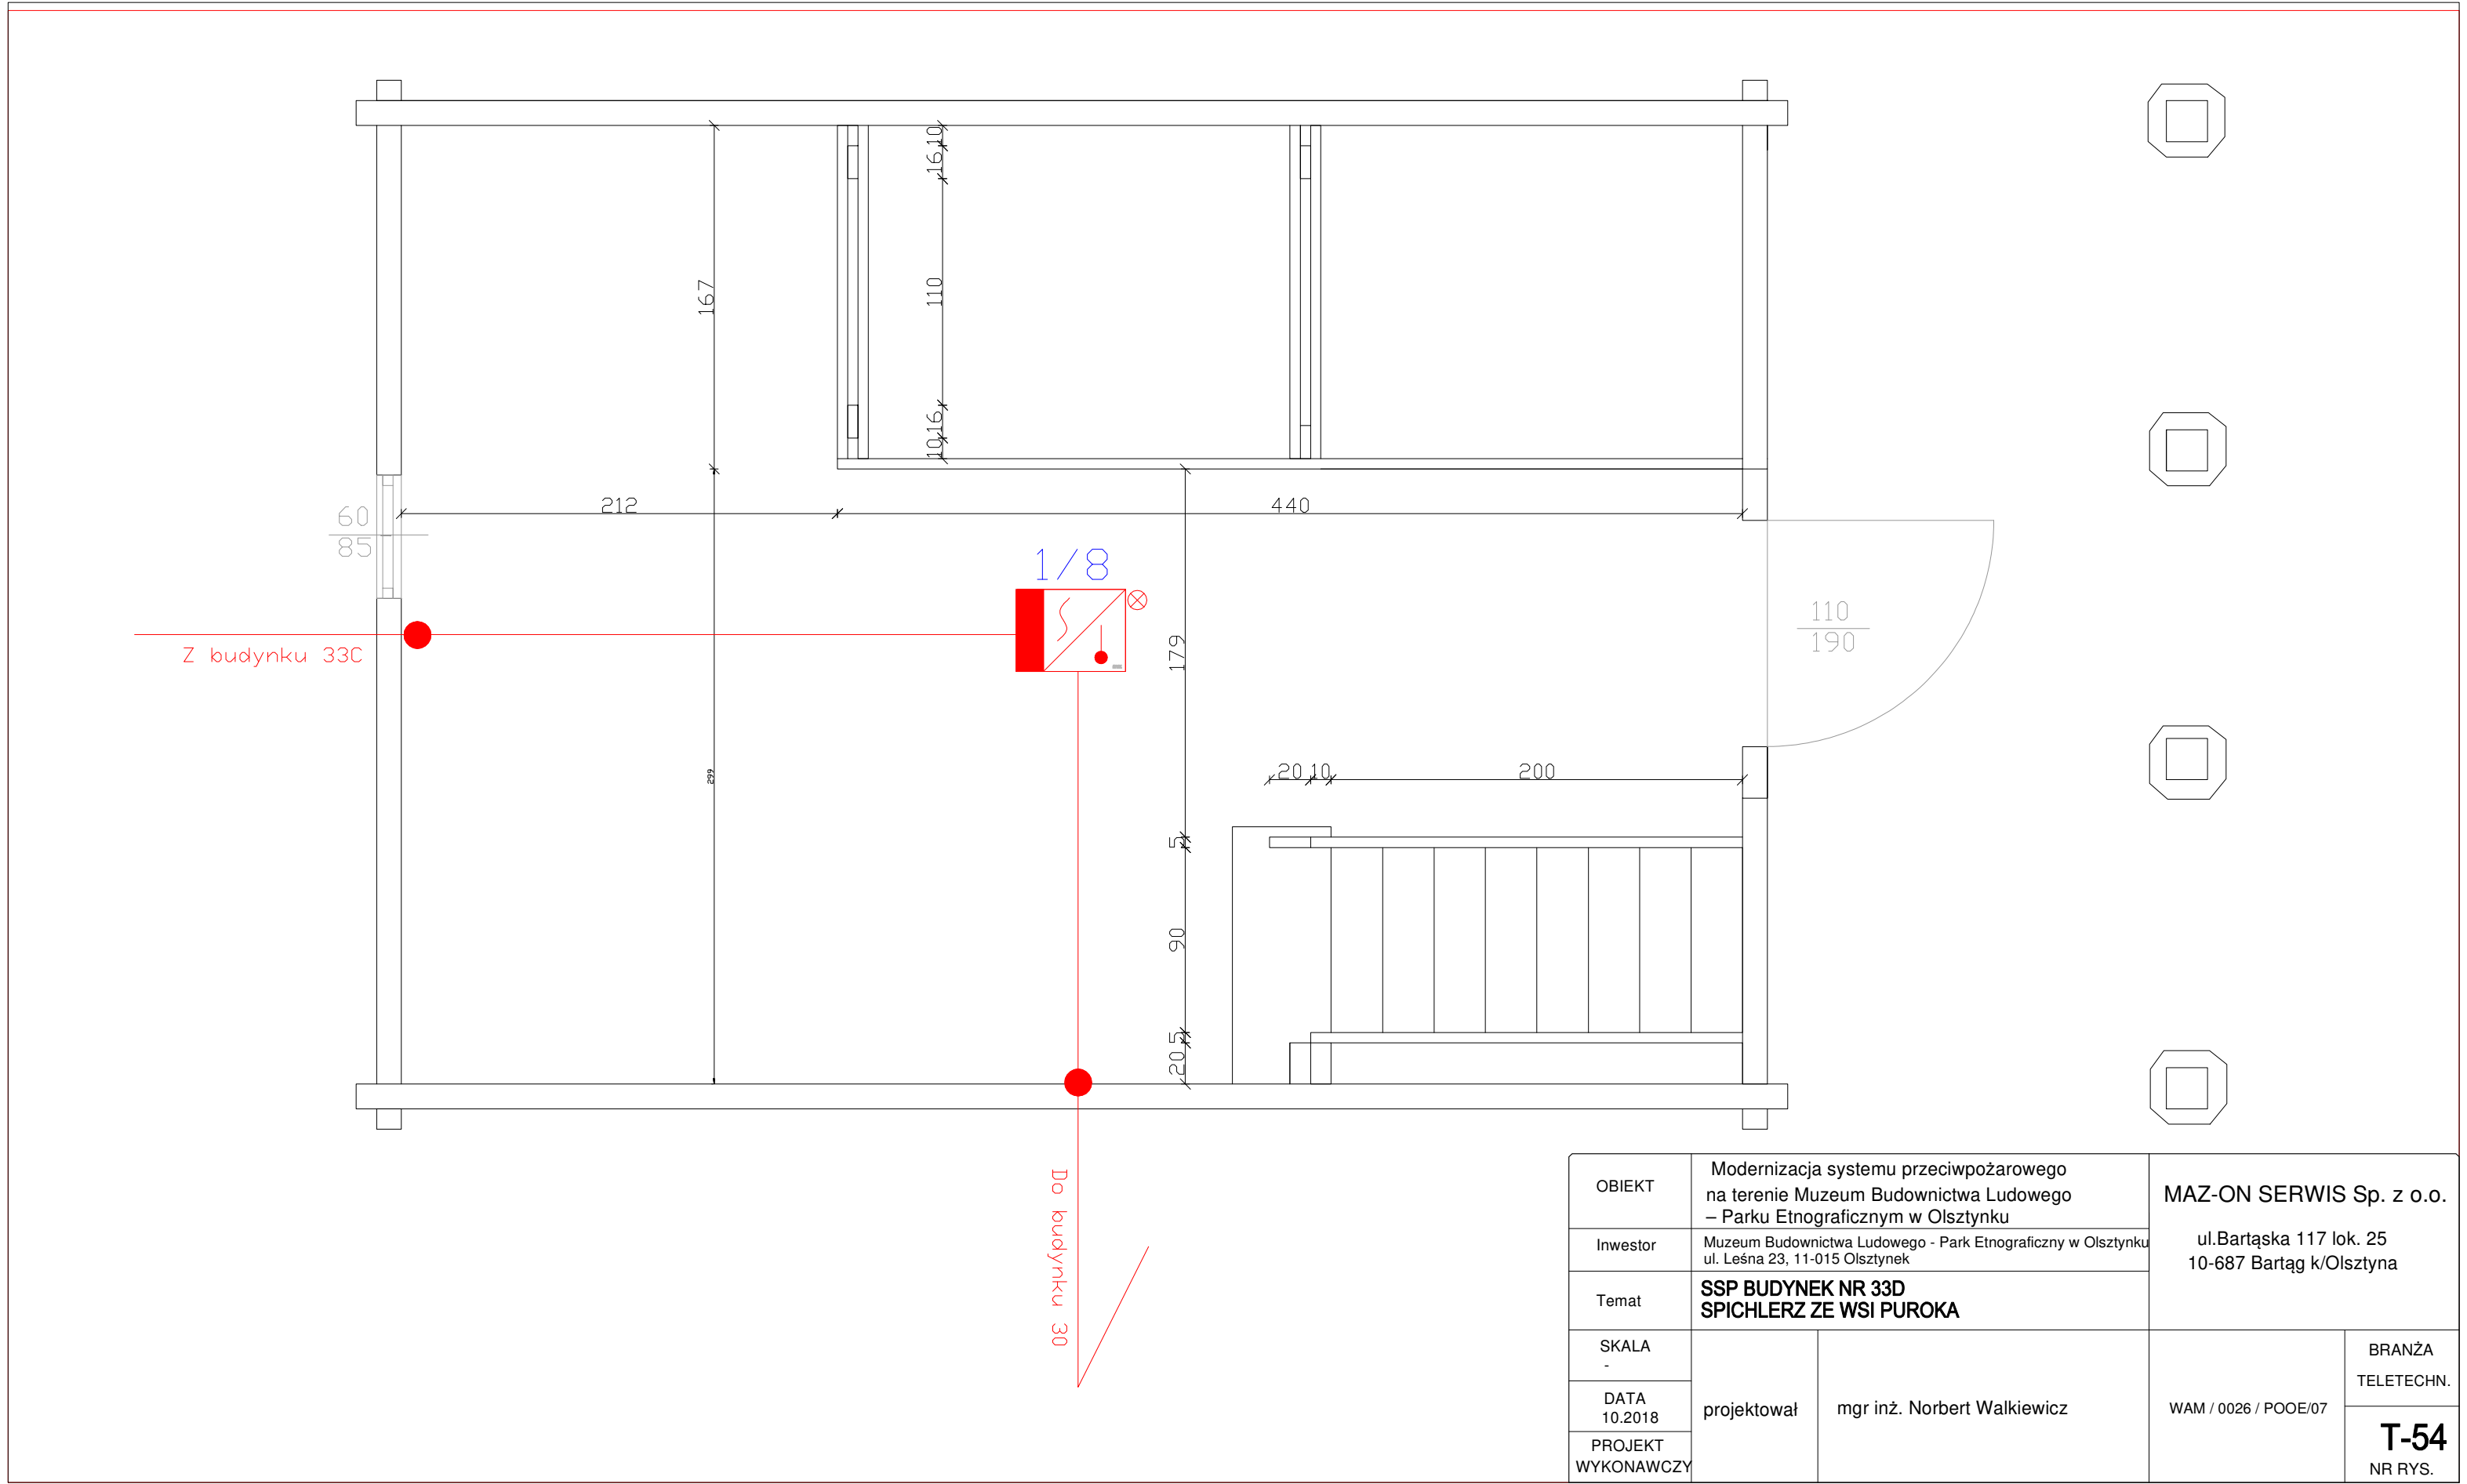 10
16
110
16
10
167
212
440
60
85
1/8
110
190
Z budynku 33C
179
299
20
10
200
5
90
5
20
Do budynku 30
OBIEKT
Modernizacja systemu przeciwpożarowego
na terenie Muzeum Budownictwa Ludowego
– Parku Etnograficznym w Olsztynku
MAZ-ON SERWIS Sp. z o.o.
ul.Bartąska 117 lok. 25
10-687 Bartąg k/Olsztyna
Inwestor
Muzeum Budownictwa Ludowego - Park Etnograficzny w Olsztynku
ul. Leśna 23, 11-015 Olsztynek
Temat
SSP BUDYNEK NR 33D
SPICHLERZ ZE WSI PUROKA
SKALA
-
DATA
10.2018
PROJEKT
WYKONAWCZY
projektował
mgr inż. Norbert Walkiewicz
WAM / 0026 / POOE/07
BRANŻA
TELETECHN.
T-54
NR RYS.